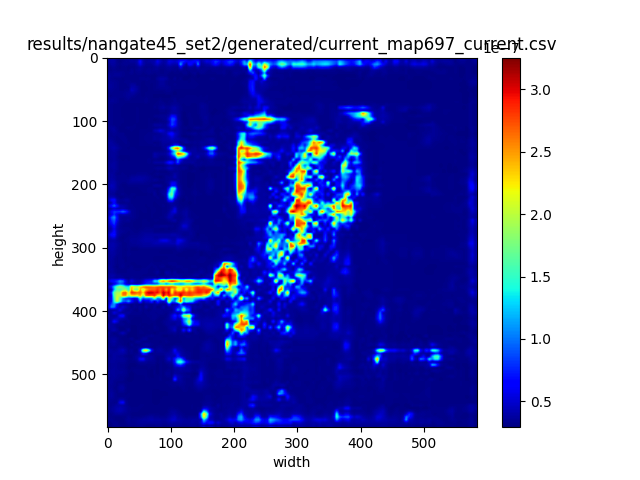 results/nangate45_set2/generated/current_map697_current.csv
1e−7
0
100
200
300
400
500
height
0 100 200 300 400 500
width
3.0
2.5
2.0
1.5
1.0
0.5